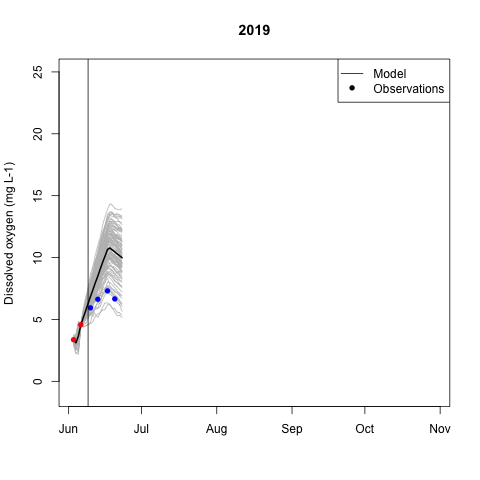 2019
Model
Observations
Dissolved oxygen (mg L-1)
25
20
15
10
5
0
Jun Jul Aug Sep Oct Nov